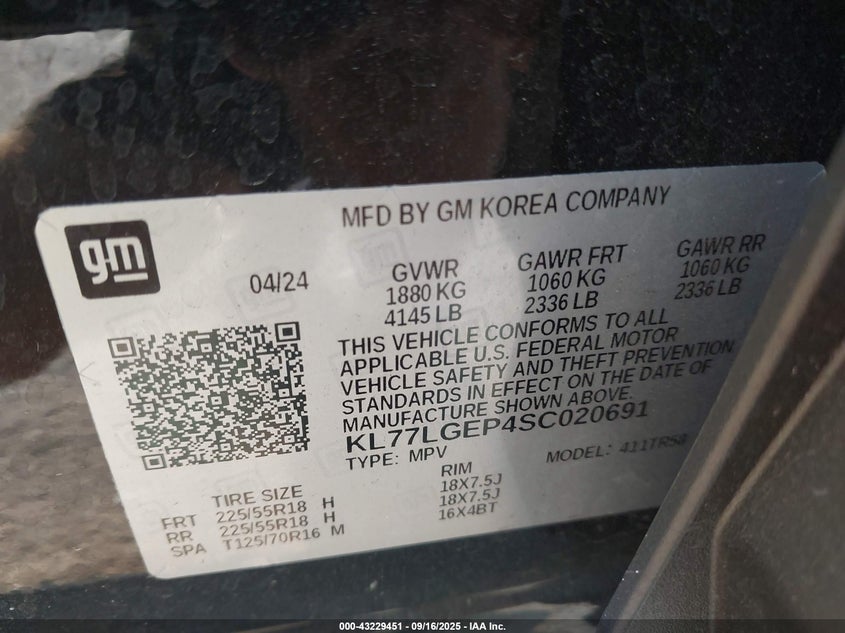 MFD BY GM KOREA COMPANY
gm
04/24
GVWR GAWR FRT GAWR RR
1880 KG 1060 KG 1060 KG
4145 LB 2336 LB 2336 LB
THIS VEHICLE CONFORMS TO ALL
APPLICABLE U.S. FEDERAL MOTOR
VEHICLE SAFETY AND THEFT PREVENTION
STANDARDS IN EFFECT ON THE DATE OF
MANUFACTURE SHOWN ABOVE.
KL77LGEP4SC020691
TYPE: MPV MODEL: 411TR58
TIRE SIZE RIM
FRT 225/55R18 H 18X7.5J
RR 225/55R18 H 18X7.5J
SPA T125/70R16 M 16X4BT
000-43229451 - 09/16/2025 - IAA Inc.